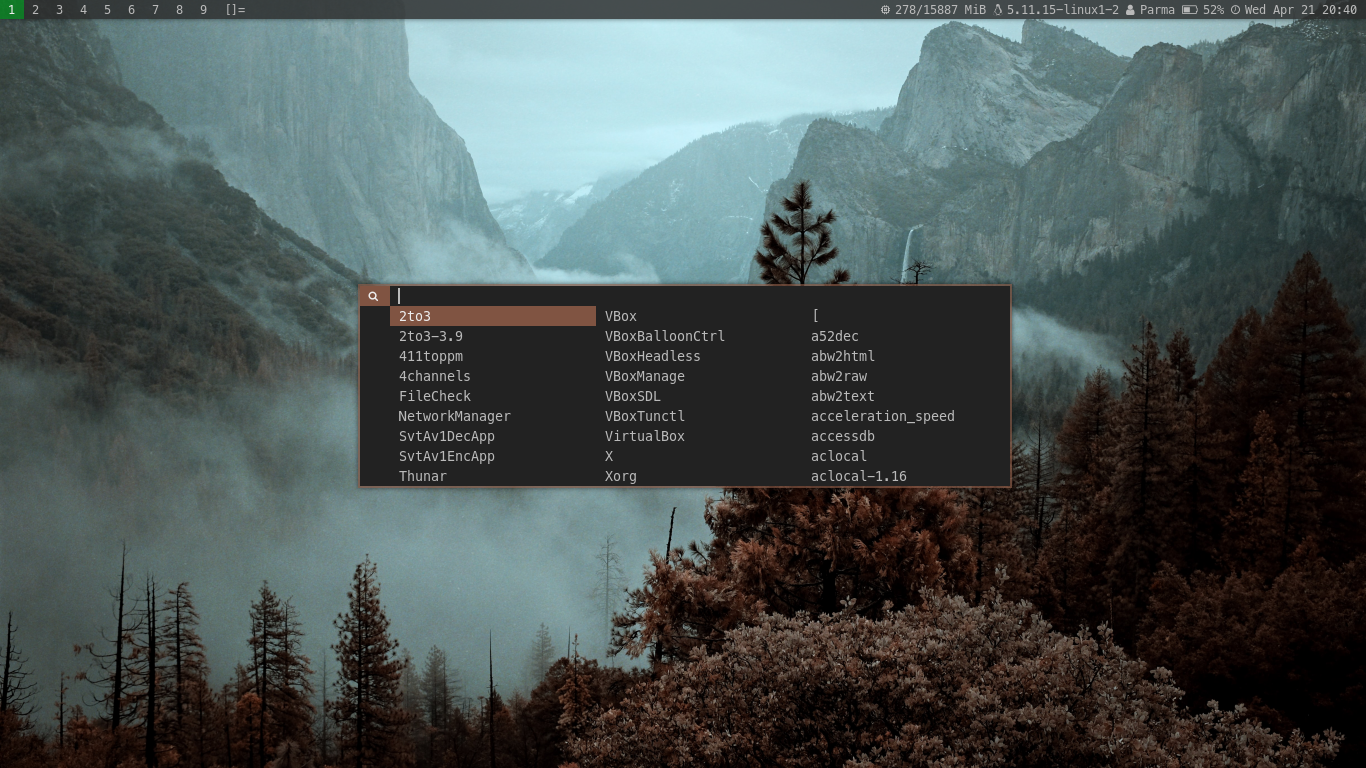 1 2 3 4 5 6 7 8 9 []= 278/15887 MiB 5.11.15-linux1-2 Parma 52% Wed Apr 21 20:40
2to3 VBox [
2to3-3.9 VBoxBalloonCtrl a52dec
411toppm VBoxHeadless abw2html
4channels VBoxManage abw2raw
FileCheck VBoxSDL abw2text
NetworkManager VBoxTunctl acceleration_speed
SvtAv1DecApp VirtualBox accessdb
SvtAv1EncApp X aclocal
Thunar Xorg aclocal-1.16